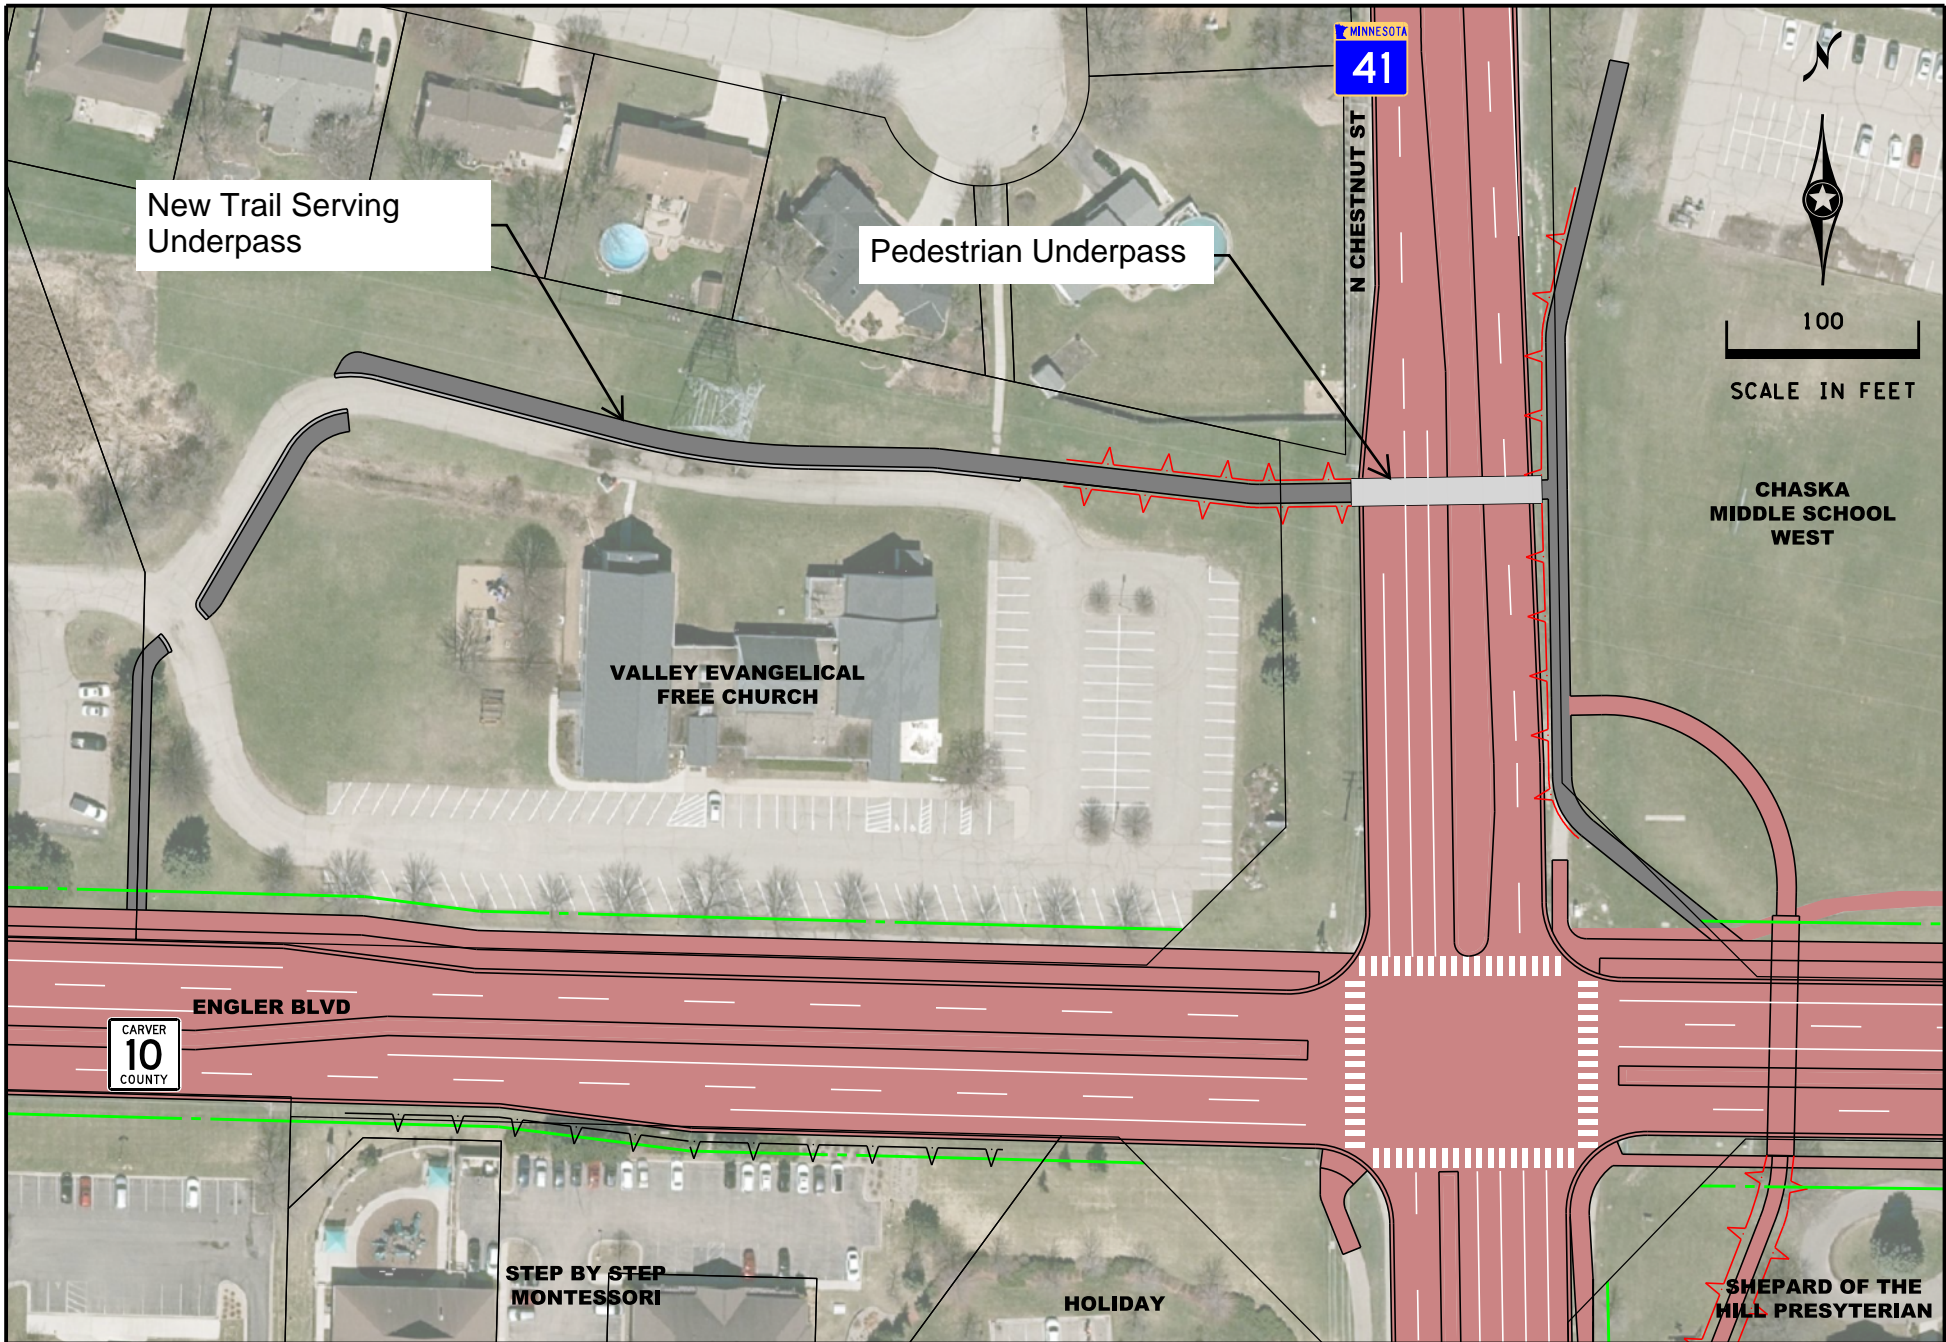 MINNESOTA
41
N
New Trail Serving
Underpass
Pedestrian Underpass
N CHESTNUT ST
100
SCALE IN FEET
CHASKA
MIDDLE SCHOOL
WEST
VALLEY EVANGELICAL
FREE CHURCH
ENGLER BLVD
CARVER
10
COUNTY
STEP BY STEP
MONTESSORI
HOLIDAY
SHEPARD OF THE
HILL PRESYTERIAN